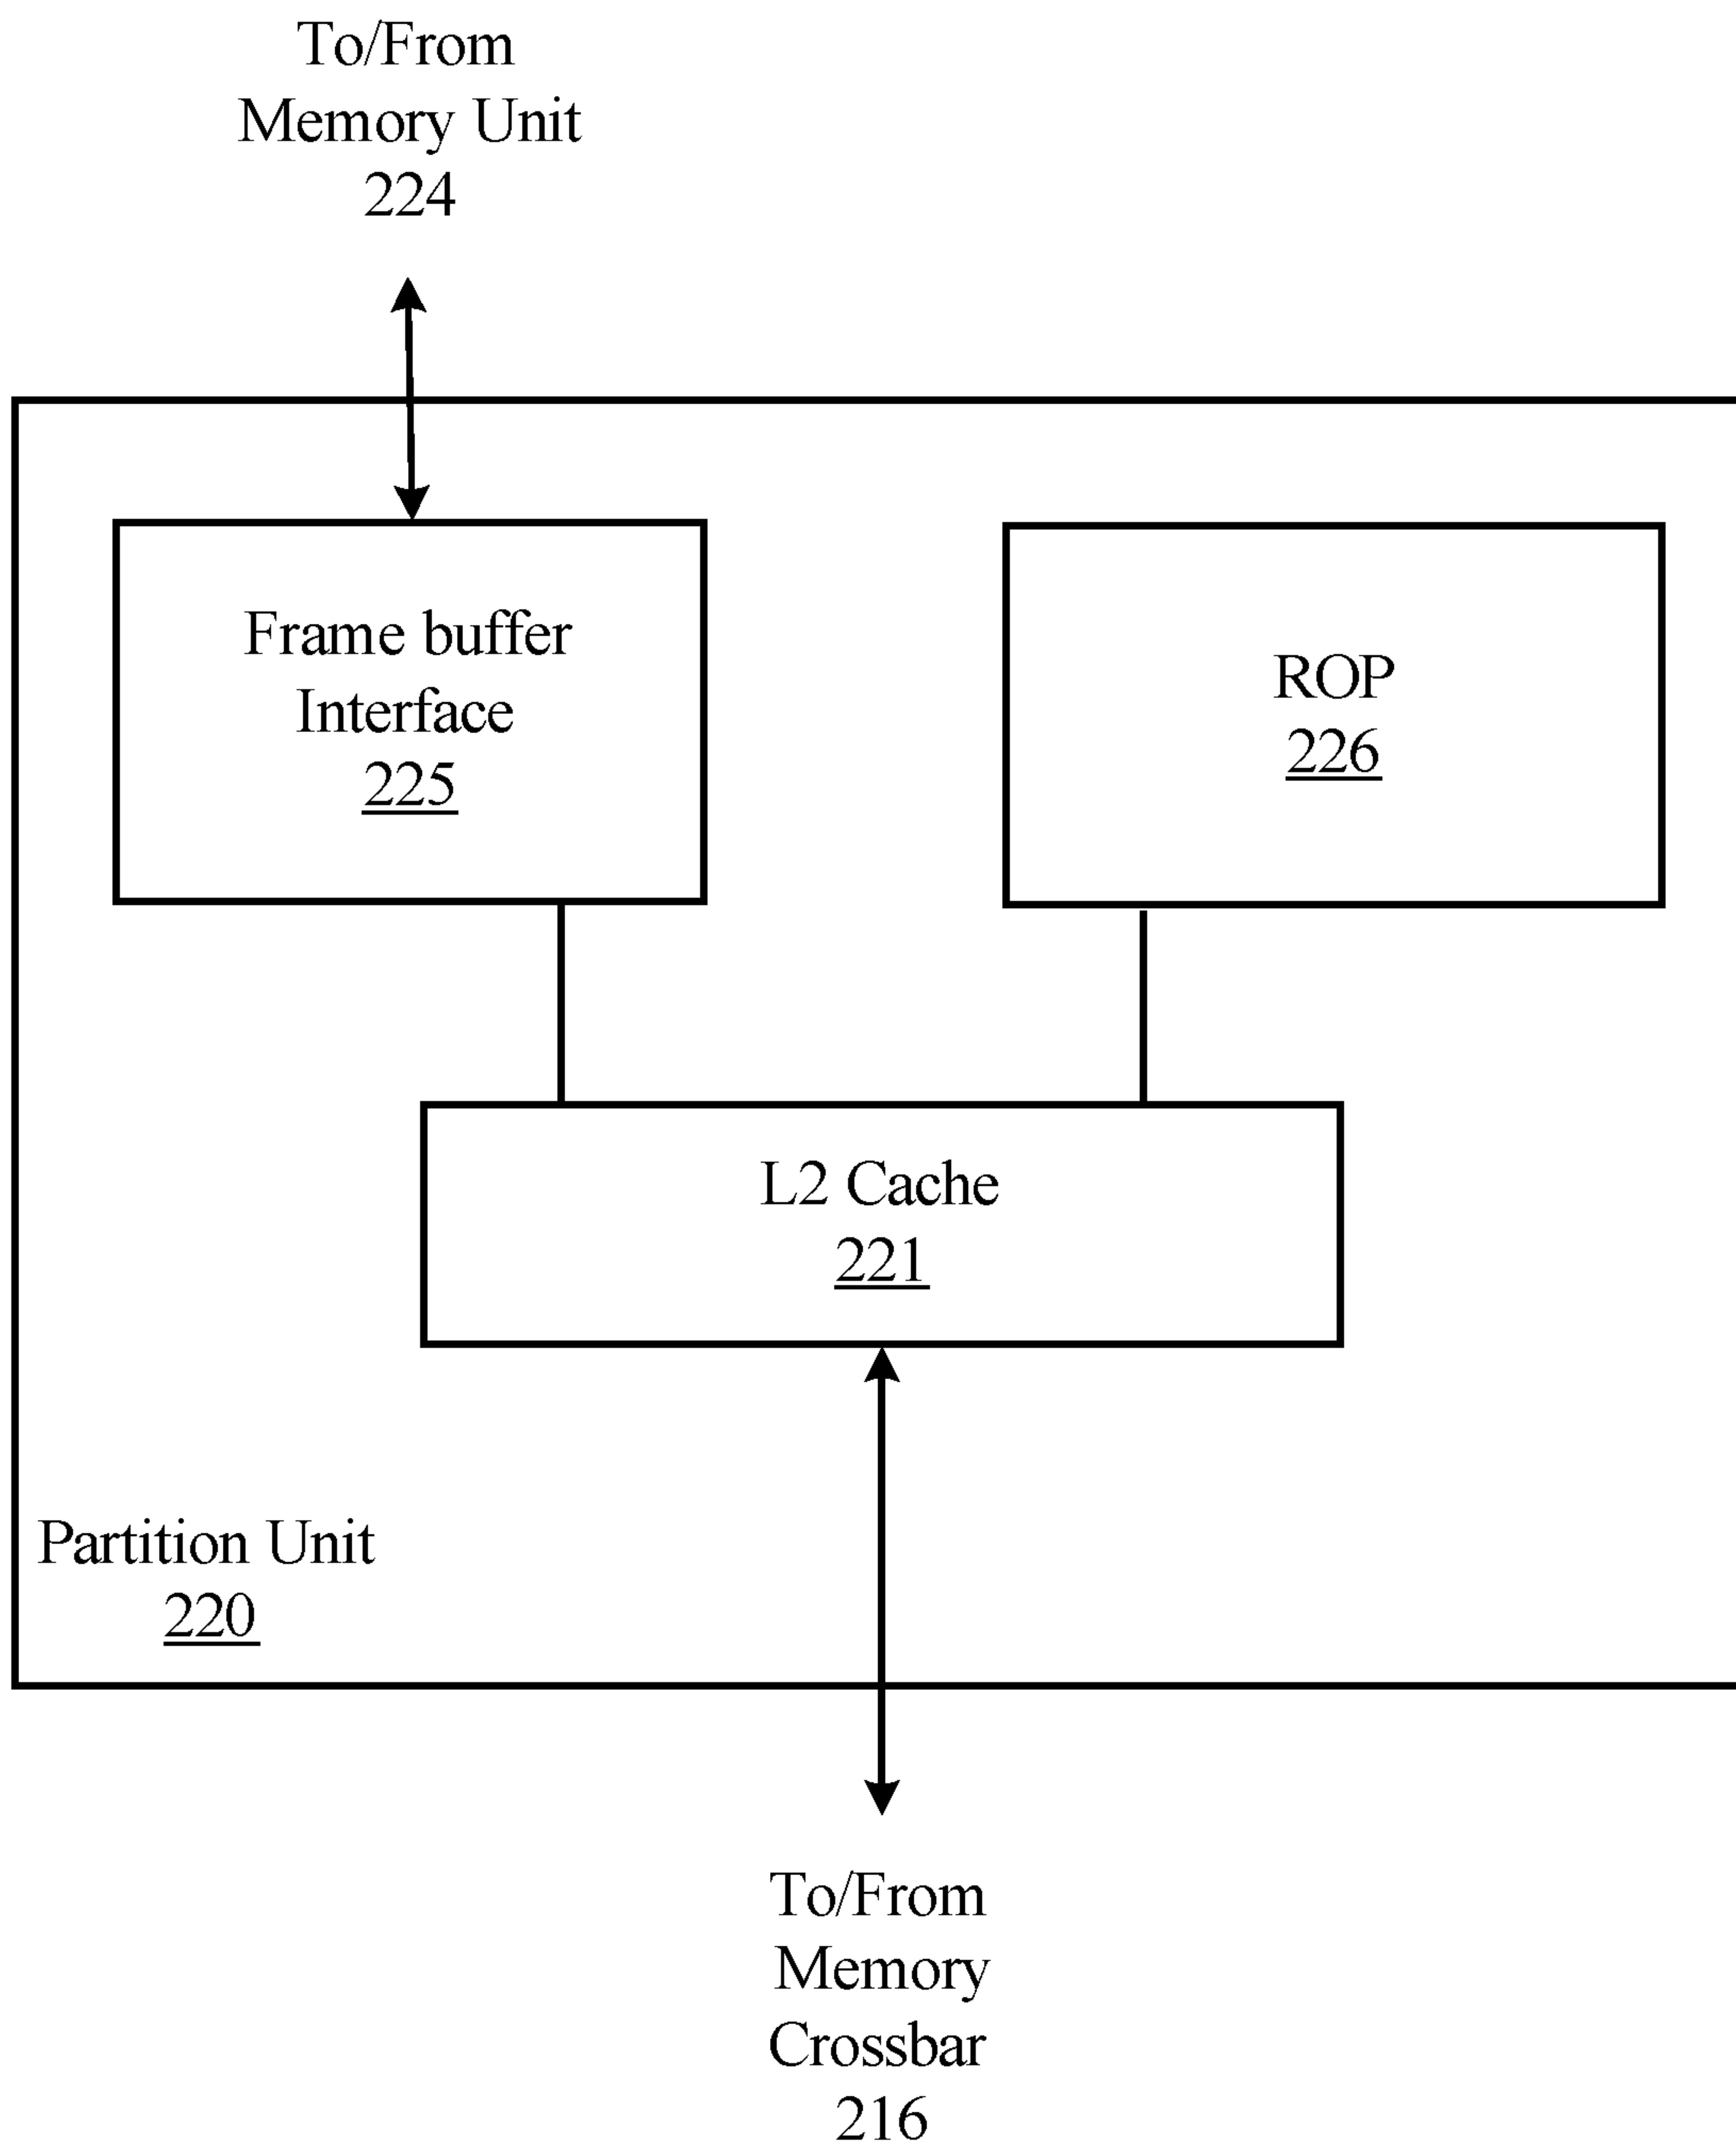 To/From
Memory Unit
224
Frame buffer
Interface
225
ROP
226
L2 Cache
221
Partition Unit
220
To/From
Memory
Crossbar
216